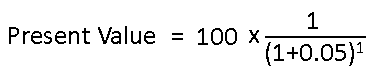 Present Value = 100 x 1/(1+0.05)¹